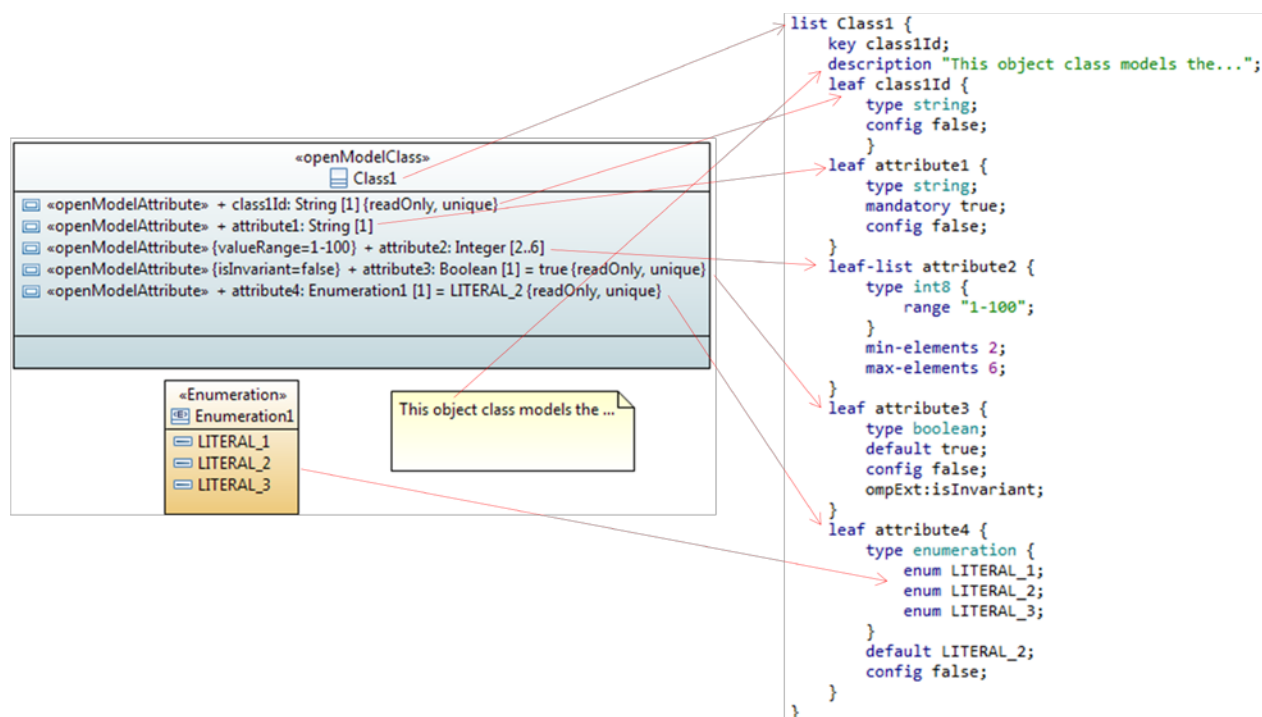 «openModelClass»
Class1
«openModelAttribute» + class1Id: String [1] {readOnly, unique}
«openModelAttribute» + attribute1: String [1]
«openModelAttribute» {valueRange=1-100} + attribute2: Integer [2..6]
«openModelAttribute» {isInvariant=false} + attribute3: Boolean [1] = true {readOnly, unique}
«openModelAttribute» + attribute4: Enumeration1 [1] = LITERAL_2 {readOnly, unique}
«Enumeration»
«E» Enumeration1
LITERAL_1
LITERAL_2
LITERAL_3
This object class models the ...
list Class1 {
key class1Id;
description "This object class models the...";
leaf class1Id {
type string;
config false;
}
leaf attribute1 {
type string;
mandatory true;
config false;
}
leaf-list attribute2 {
type int8 {
range "1-100";
}
min-elements 2;
max-elements 6;
}
leaf attribute3 {
type boolean;
default true;
config false;
ompExt:isInvariant;
}
leaf attribute4 {
type enumeration {
enum LITERAL_1;
enum LITERAL_2;
enum LITERAL_3;
}
default LITERAL_2;
config false;
}
}